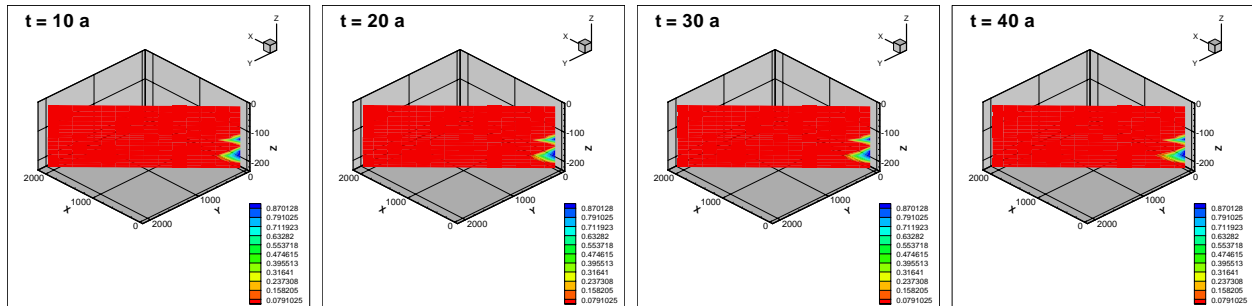 t = 10 a
Z
X
Y
0
-100
Z
-200
2000
0
1000
1000
X
Y
0
2000
0.870128
0.791025
0.711923
0.63282
0.553718
0.474615
0.395513
0.31641
0.237308
0.158205
0.0791025
t = 20 a
Z
X
Y
0
-100
Z
-200
2000
0
1000
1000
X
Y
0
2000
0.870128
0.791025
0.711923
0.63282
0.553718
0.474615
0.395513
0.31641
0.237308
0.158205
0.0791025
t = 30 a
Z
X
Y
0
-100
Z
-200
2000
0
1000
1000
X
Y
0
2000
0.870128
0.791025
0.711923
0.63282
0.553718
0.474615
0.395513
0.31641
0.237308
0.158205
0.0791025
t = 40 a
Z
X
Y
0
-100
Z
-200
2000
0
1000
1000
X
Y
0
2000
0.870128
0.791025
0.711923
0.63282
0.553718
0.474615
0.395513
0.31641
0.237308
0.158205
0.0791025